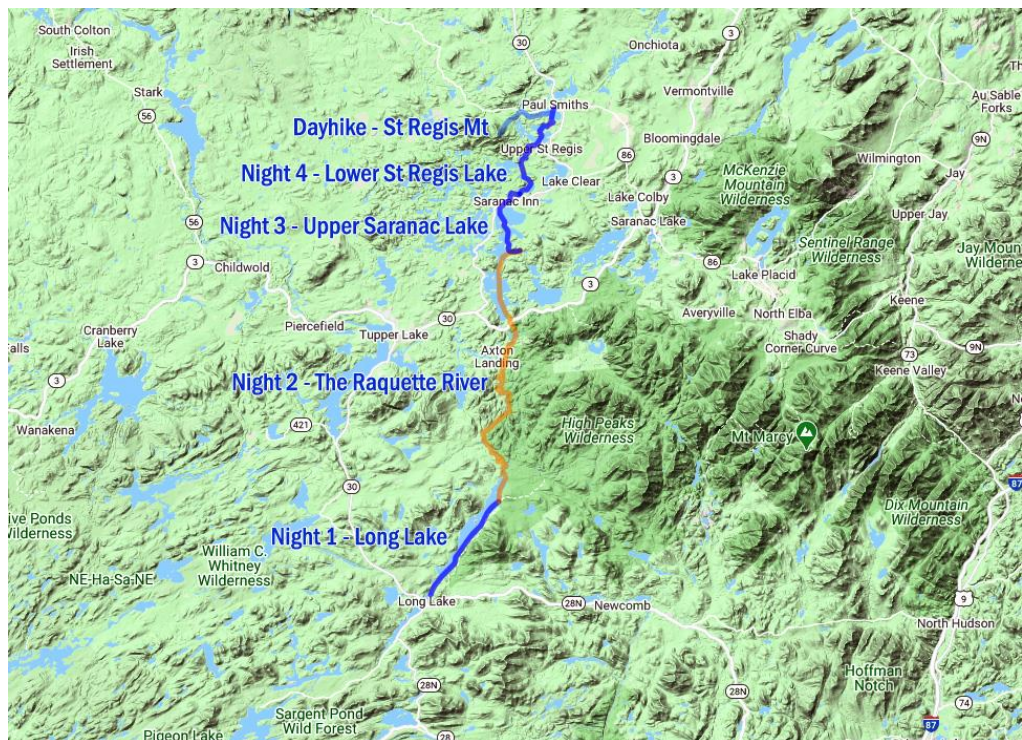 South Colton
Irish
Settlement
30
Onchiota
3
Stark
Vermontville
Au Sable
Forks
56
Paul Smiths
Dayhike - St Regis Mt
Bloomingdale
9N
Upper St Regis
86
Wilmington
Jay
Night 4 - Lower St Regis Lake
Lake Clear
3
McKenzie
Mountain
Wilderness
Saranac Inn
Lake Colby
Upper Jay
56
Night 3 - Upper Saranac Lake
Saranac Lake
Sentinel Range
Wilderness
Jay Moun
Wilderne
3
Childwold
86
Lake Placid
3
Keene
Cranberry
Lake
Piercefield
30
Tupper Lake
Averyville
North Elba
alls
Axton
Landing
Shady
Corner Curve
73
9N
Keene Valley
3
Night 2 - The Raquette River
Wanakena
421
High Peaks
Wilderness
Mt Marcy
30
87
Dix Mountain
Wilderness
ive Ponds
Wilderness
Night 1 - Long Lake
William C.
Whitney
Wilderness
NE-Ha-Sa-NE
Long Lake
28N
Newcomb
9
North Hudson
Hoffman
Notch
28N
28N
74
Sargent Pond
Wild Forest
87
Pigeon Lake
28